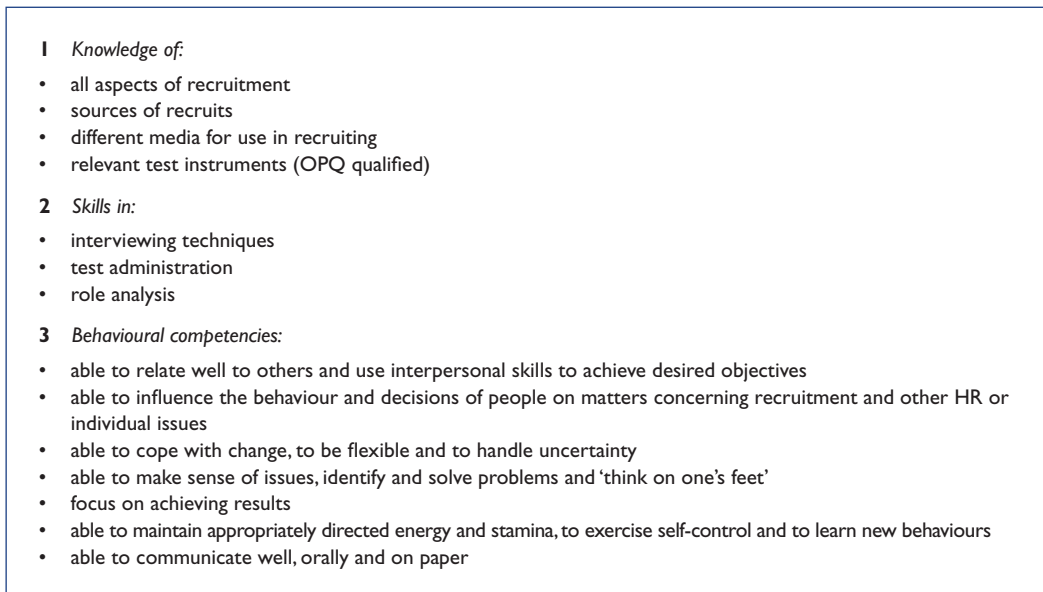 1 Knowledge of:
• all aspects of recruitment
• sources of recruits
• different media for use in recruiting
• relevant test instruments (OPQ qualified)
2 Skills in:
• interviewing techniques
• test administration
• role analysis
3 Behavioural competencies:
• able to relate well to others and use interpersonal skills to achieve desired objectives
• able to influence the behaviour and decisions of people on matters concerning recruitment and other HR or
individual issues
• able to cope with change, to be flexible and to handle uncertainty
• able to make sense of issues, identify and solve problems and ‘think on one’s feet’
• focus on achieving results
• able to maintain appropriately directed energy and stamina, to exercise self-control and to learn new behaviours
• able to communicate well, orally and on paper